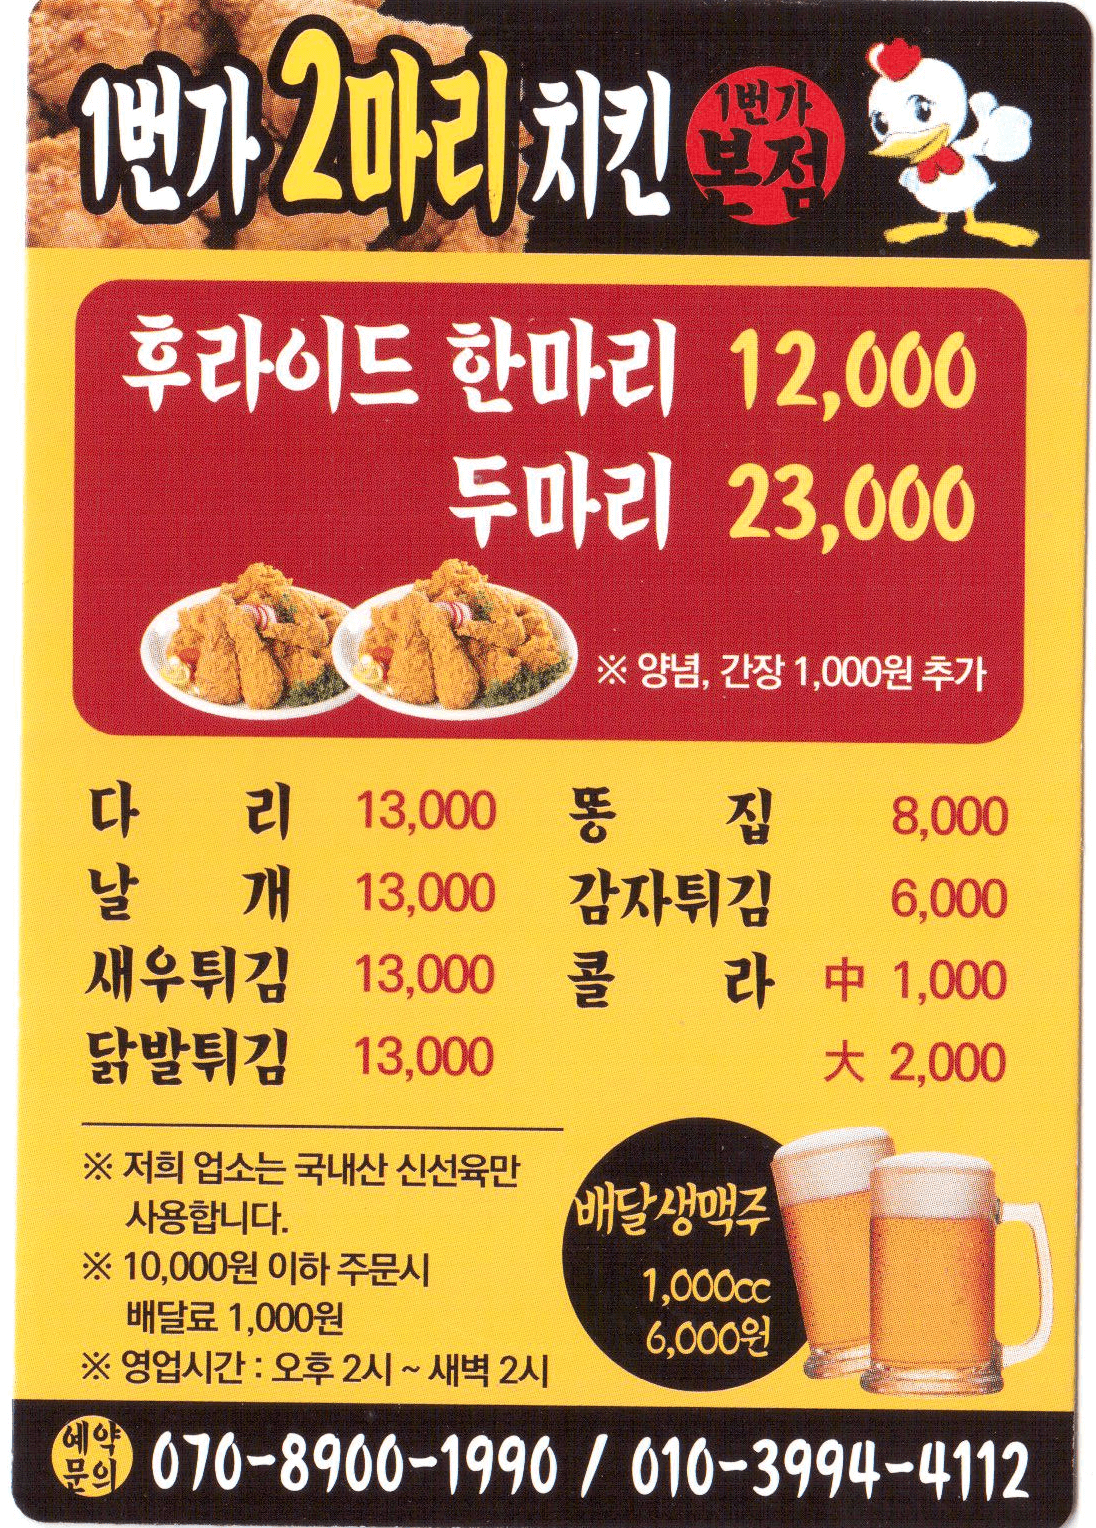 1번가 2마리 치킨
1번가
본점
후라이드 한마리 12,000
두마리 23,000
※ 양념, 간장 1,000원 추가
다리 13,000
날개 13,000
새우튀김 13,000
닭발튀김 13,000
똥집 8,000
감자튀김 6,000
콜라 中 1,000
大 2,000
※ 저희 업소는 국내산 신선육만
사용합니다.
※ 10,000원 이하 주문시
배달료 1,000원
※ 영업시간 : 오후 2시 ~ 새벽 2시
배달생맥주
1,000cc
6,000원
예약
문의
070-8900-1990 / 010-3994-4112